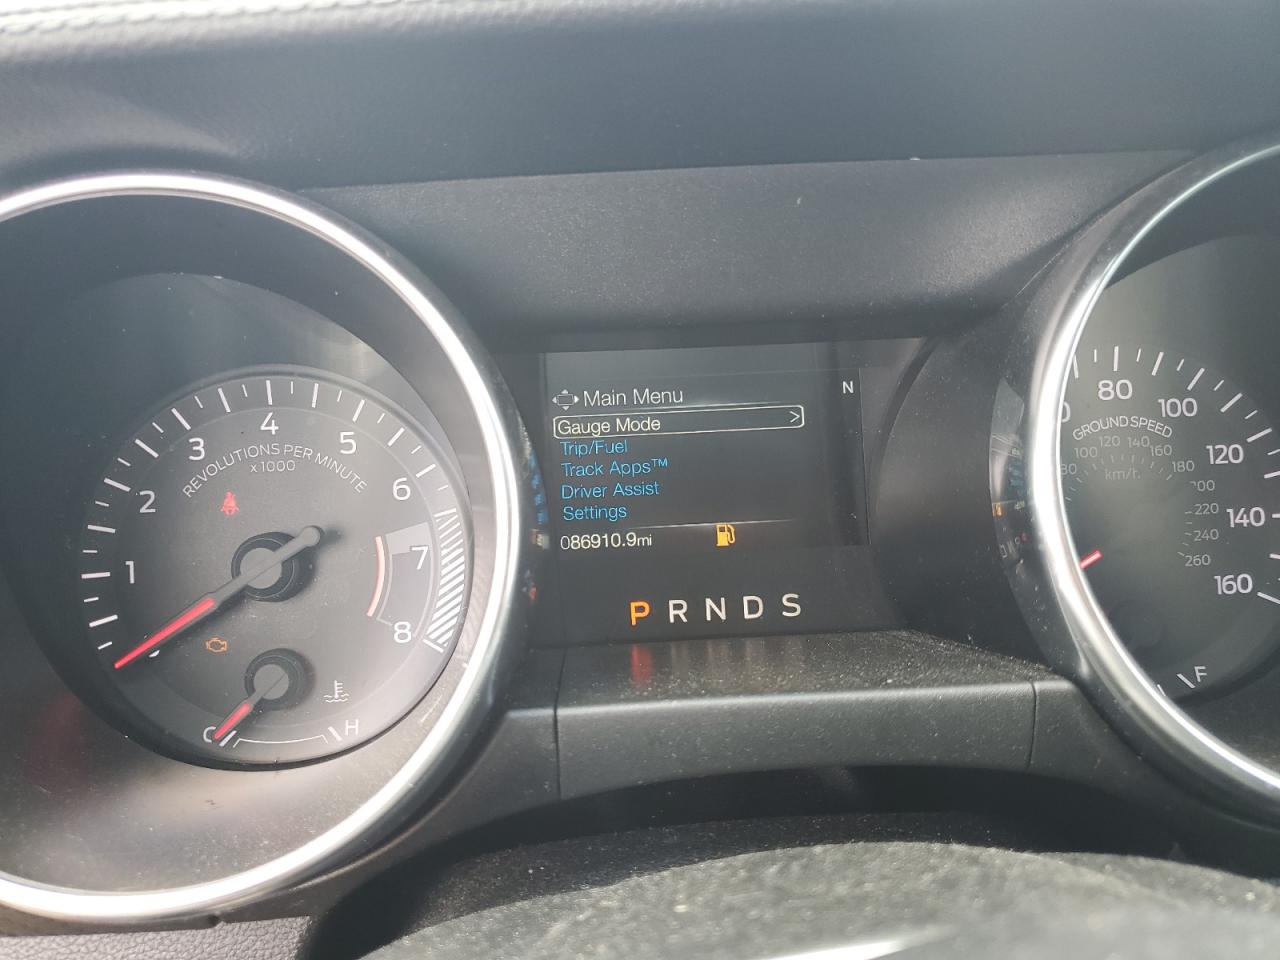 Main Menu
N
Gauge Mode >
Trip/Fuel
Track Apps™
Driver Assist
Settings
086910.9mi
P R N D S
1 2 3 4 5 6 7 8
REVOLUTIONS PER MINUTE
x 1000
C H
80 100 120 140 160
GROUND SPEED
80 100 120 140 160 180 200 220 240 260
km/h
F